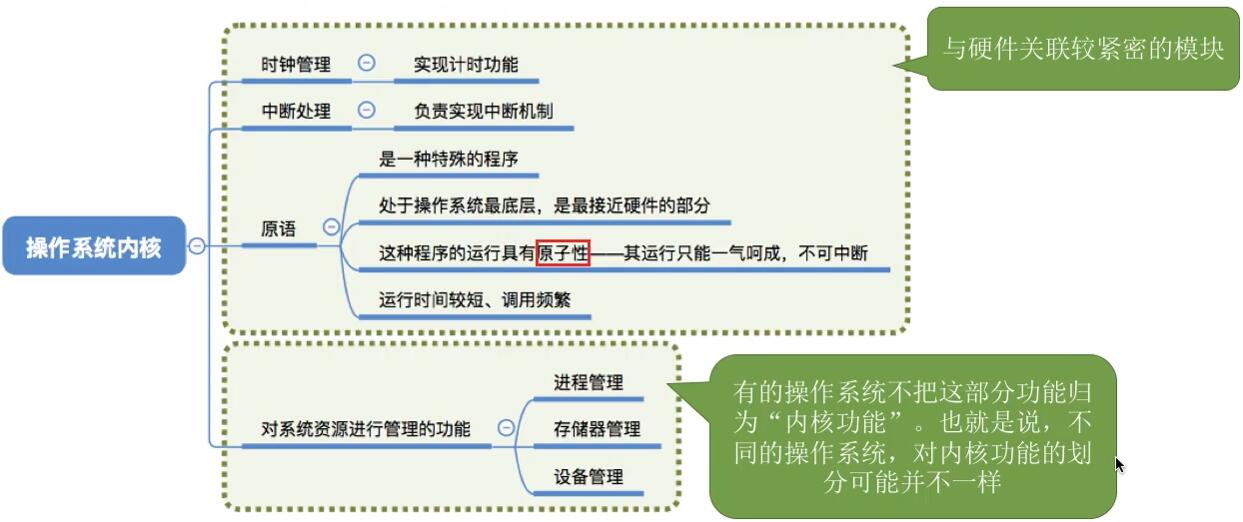 与硬件关联较紧密的模块
时钟管理
实现计时功能
中断处理
负责实现中断机制
是一种特殊的程序
处于操作系统最底层，是最接近硬件的部分
原语
操作系统内核
这种程序的运行具有原子性——其运行只能一气呵成，不可中断
运行时间较短、调用频繁
进程管理
对系统资源进行管理的功能
存储器管理
设备管理
有的操作系统不把这部分功能归
为“内核功能”。也就是说，不
同的操作系统，对内核功能的划
分可能并不一样